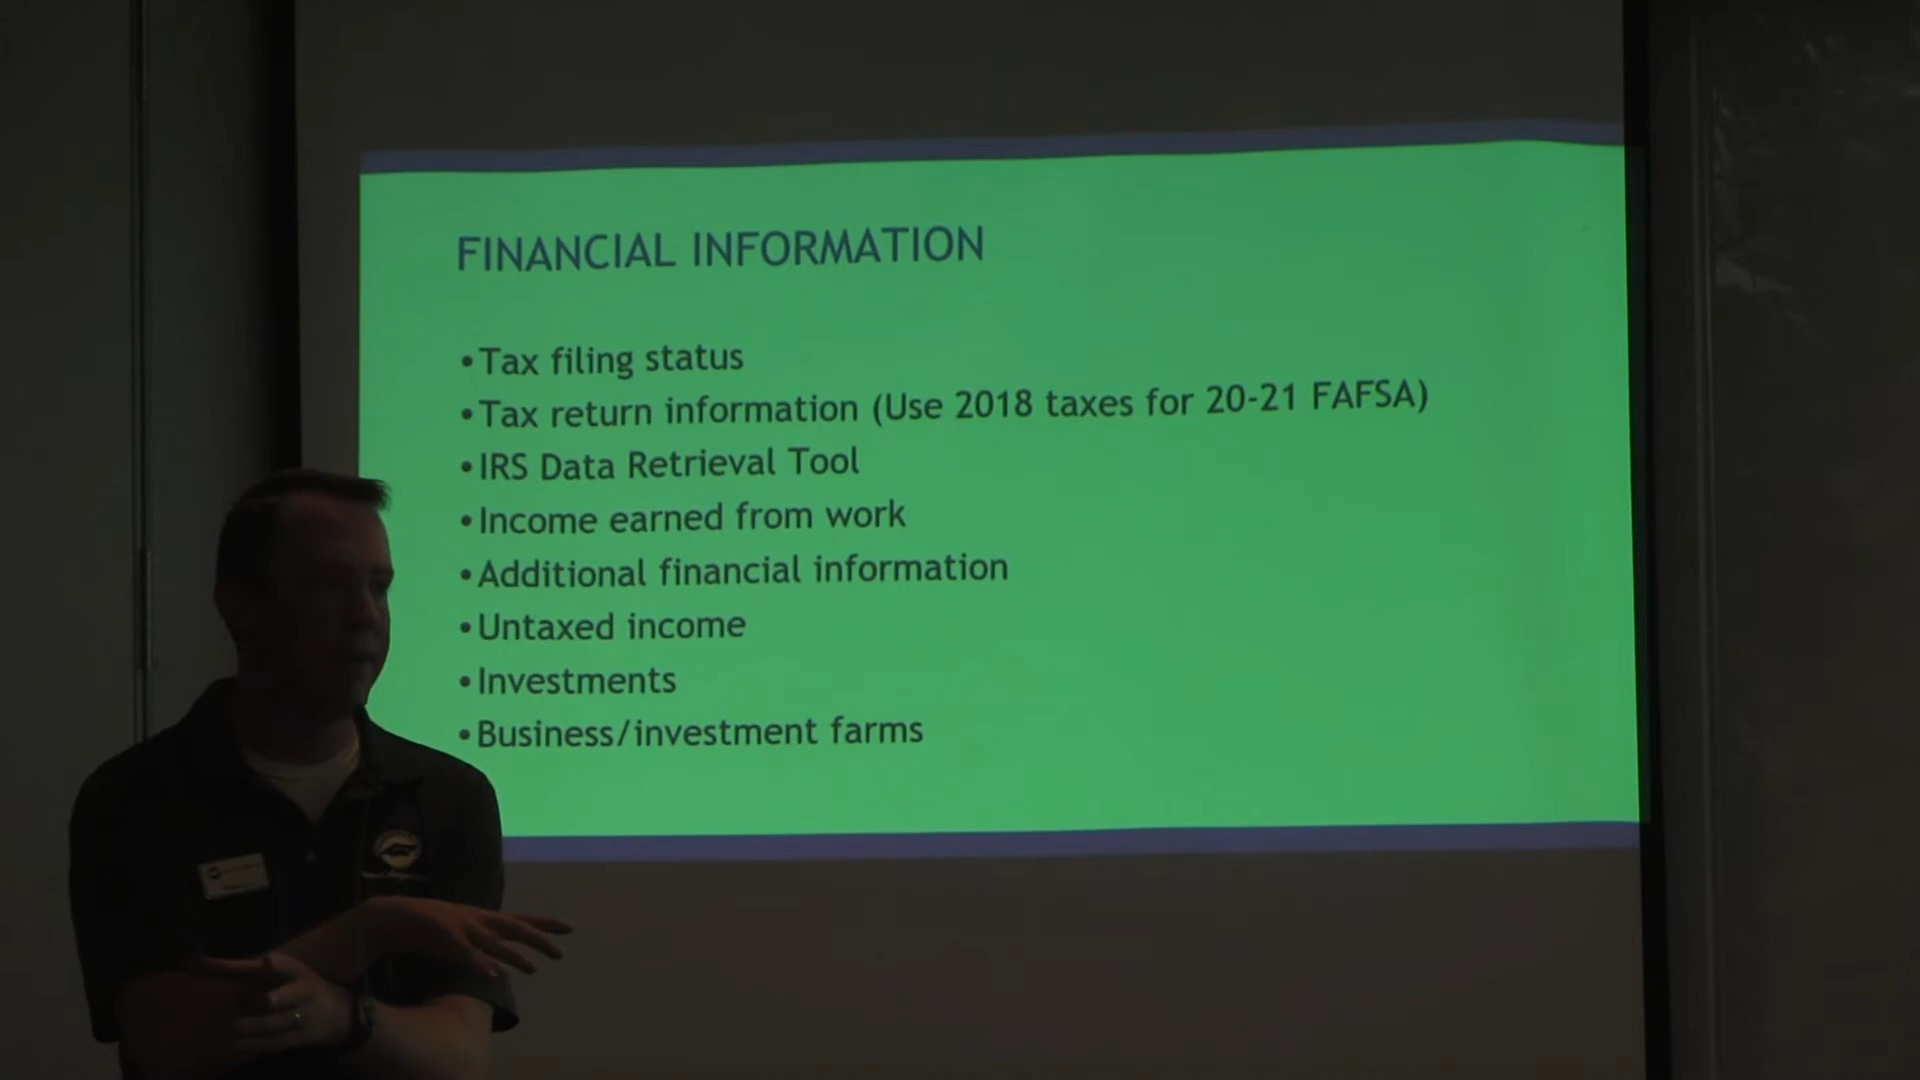 FINANCIAL INFORMATION
•Tax filing status
•Tax return information (Use 2018 taxes for 20-21 FAFSA)
•IRS Data Retrieval Tool
•Income earned from work
•Additional financial information
•Untaxed income
•Investments
•Business/investment farms